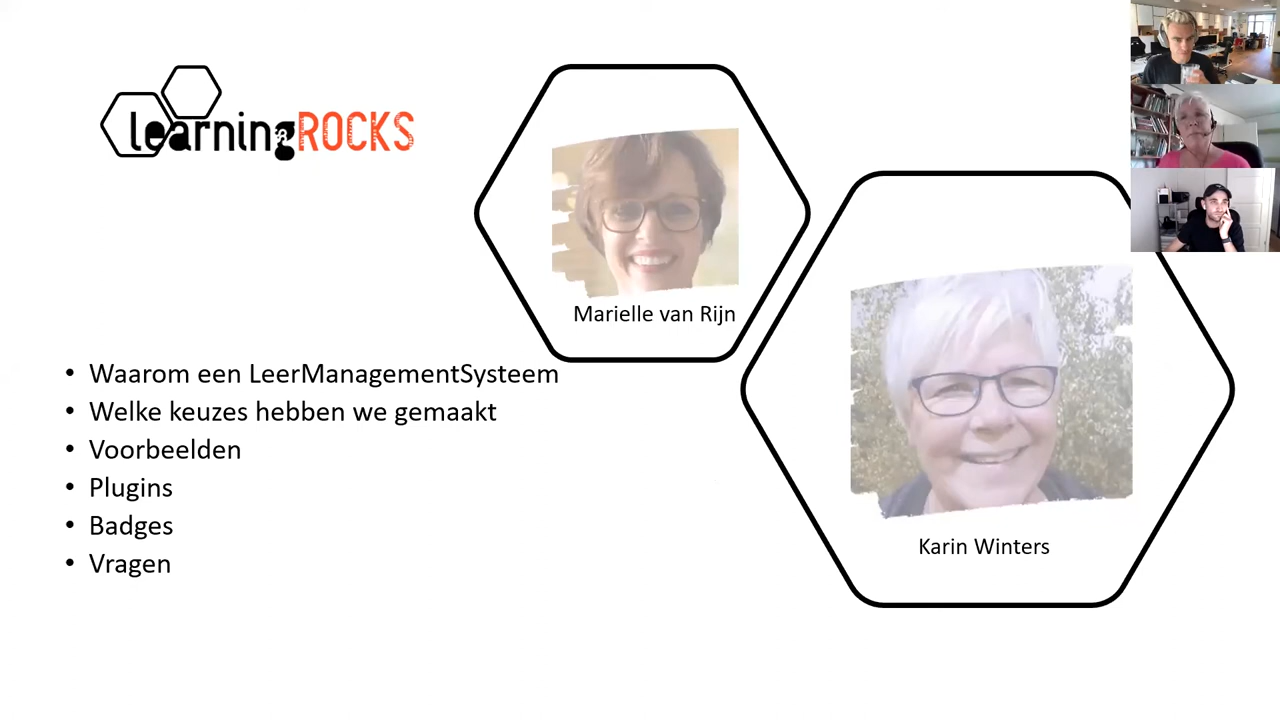 learningROCKS
Marielle van Rijn
• Waarom een LeerManagementSysteem
• Welke keuzes hebben we gemaakt
• Voorbeelden
• Plugins
• Badges
• Vragen
Karin Winters